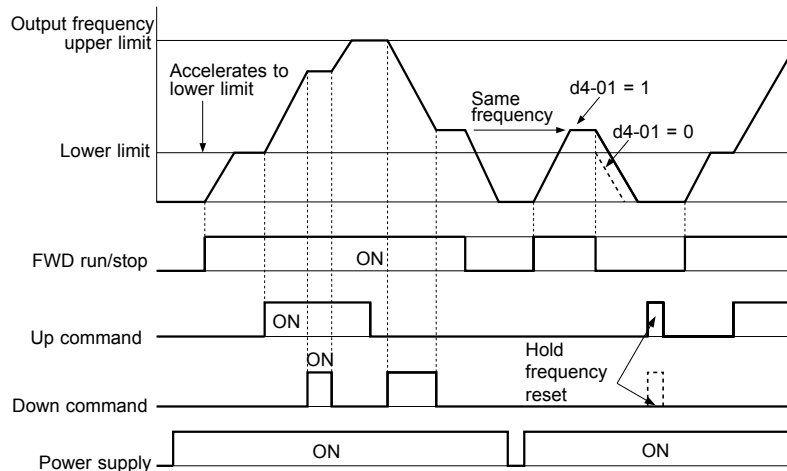 Output frequency
upper limit
Accelerates to
lower limit
Same
frequency
d4-01 = 1
d4-01 = 0
Lower limit
FWD run/stop
ON
Up command
ON
ON
Hold
frequency
reset
Down command
Power supply
ON
ON